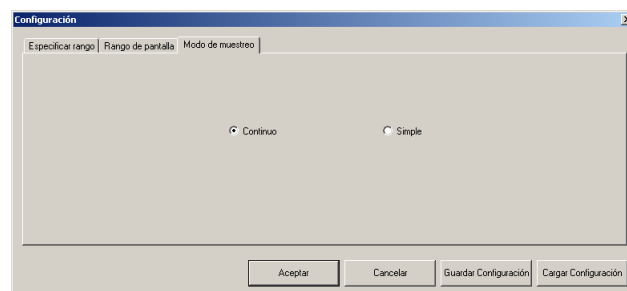 Configuración
Especificar rango Rango de pantalla Modo de muestreo
Continuo Simple
Aceptar Cancelar Guardar Configuración Cargar Configuración